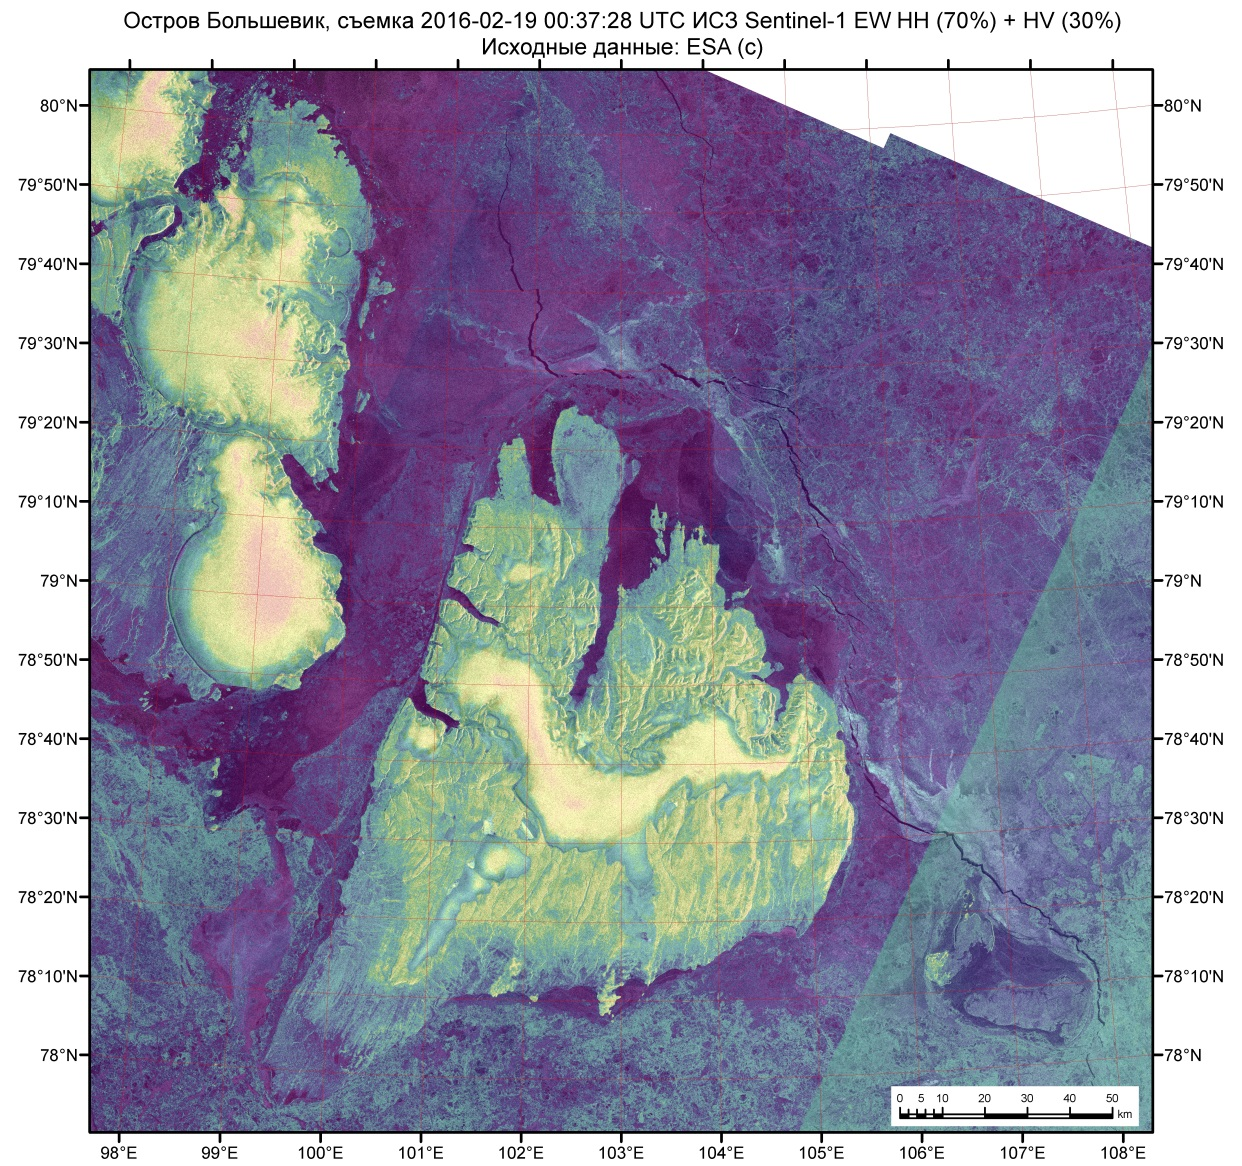 Остров Большевик, съемка 2016-02-19 00:37:28 UTC ИСЗ Sentinel-1 EW HH (70%) + HV (30%)
Исходные данные: ESA (c)
80°N 80°N
79°50'N 79°50'N
79°40'N 79°40'N
79°30'N 79°30'N
79°20'N 79°20'N
79°10'N 79°10'N
79°N 79°N
78°50'N 78°50'N
78°40'N 78°40'N
78°30'N 78°30'N
78°20'N 78°20'N
78°10'N 78°10'N
78°N 78°N
0 5 10 20 30 40 50
km
98°E 99°E 100°E 101°E 102°E 103°E 104°E 105°E 106°E 107°E 108°E